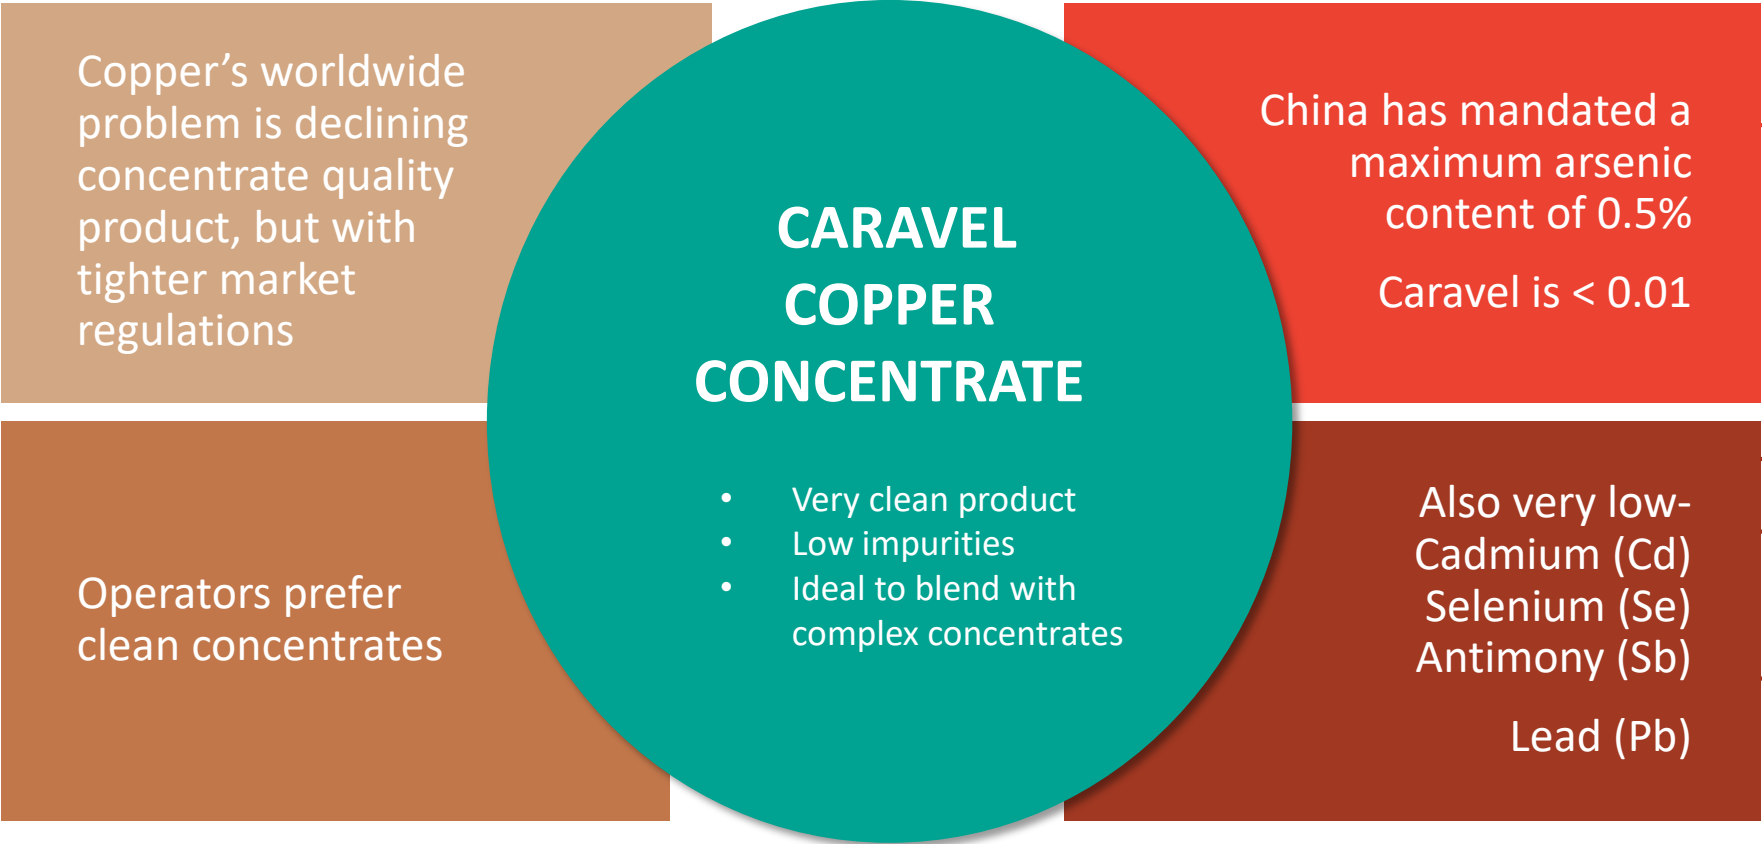 Copper’s worldwide
problem is declining
concentrate quality
product, but with
tighter market
regulations
China has mandated a
maximum arsenic
content of 0.5%
Caravel is < 0.01
CARAVEL
COPPER
CONCENTRATE
• Very clean product
• Low impurities
• Ideal to blend with
complex concentrates
Operators prefer
clean concentrates
Also very low-
Cadmium (Cd)
Selenium (Se)
Antimony (Sb)
Lead (Pb)